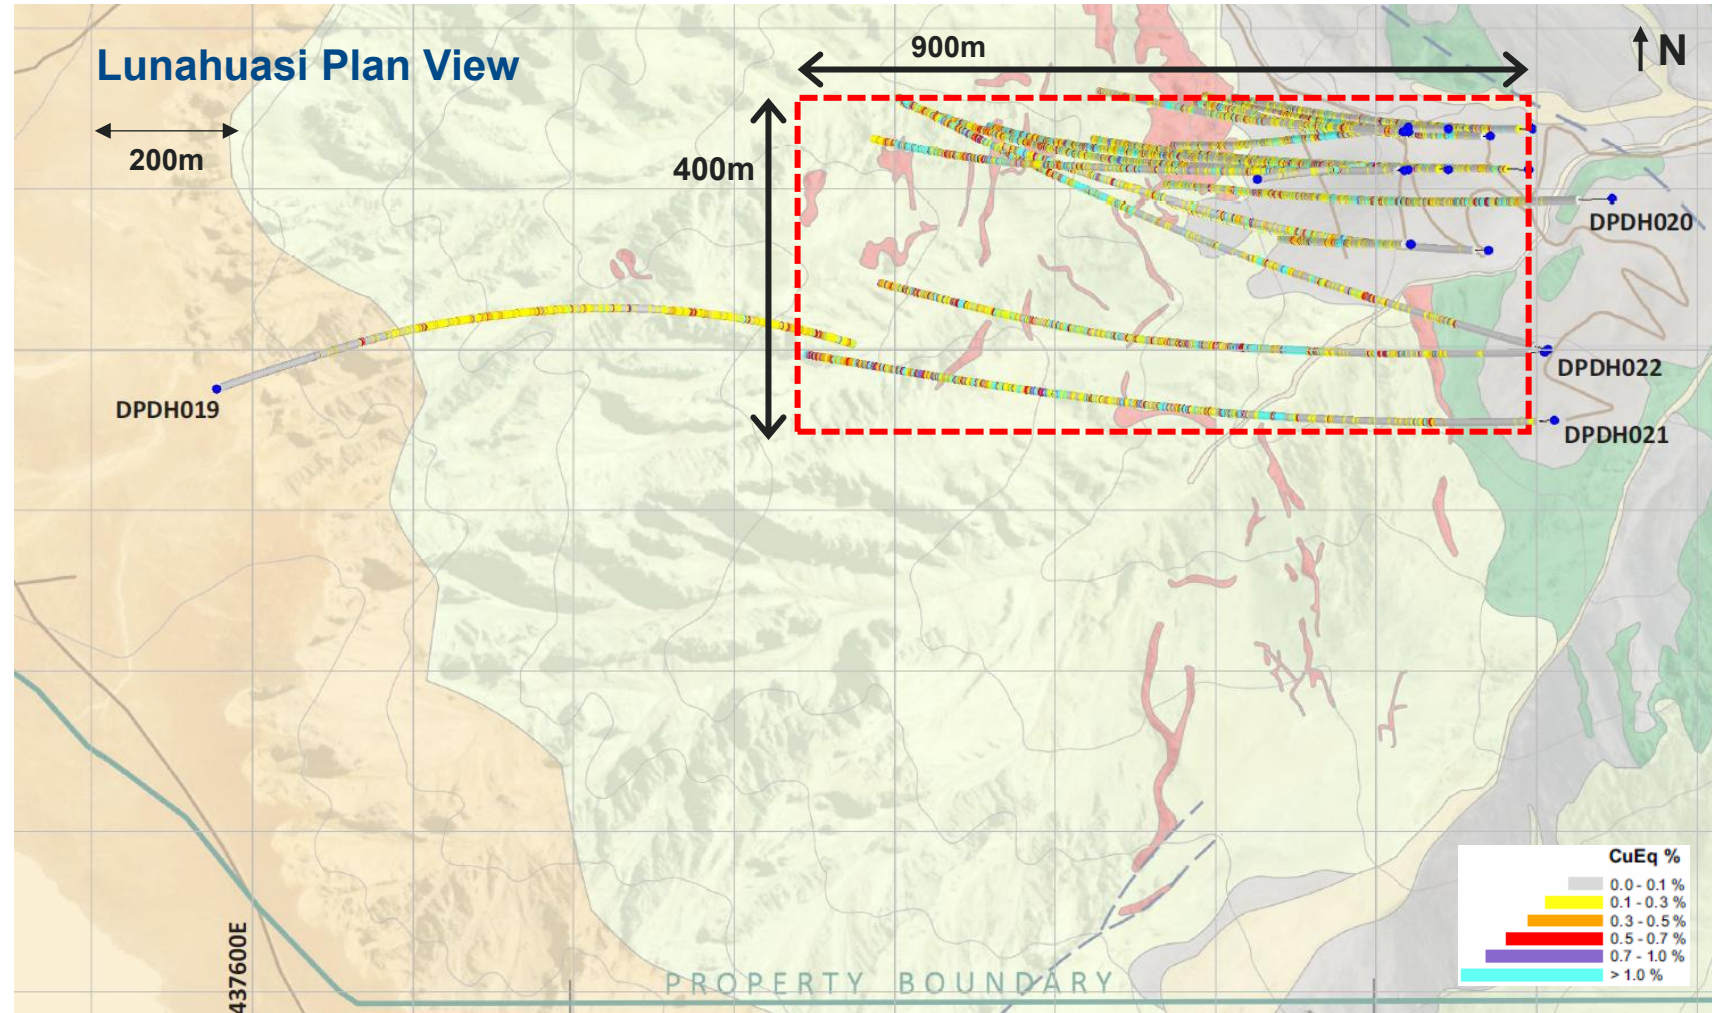 Lunahuasi Plan View
900m
N
200m
400m
DPDH020
DPDH022
DPDH019
DPDH021
437600E
PROPERTY BOUNDARY
CuEq %
0.0 - 0.1 %
0.1 - 0.3 %
0.3 - 0.5 %
0.5 - 0.7 %
0.7 - 1.0 %
> 1.0 %